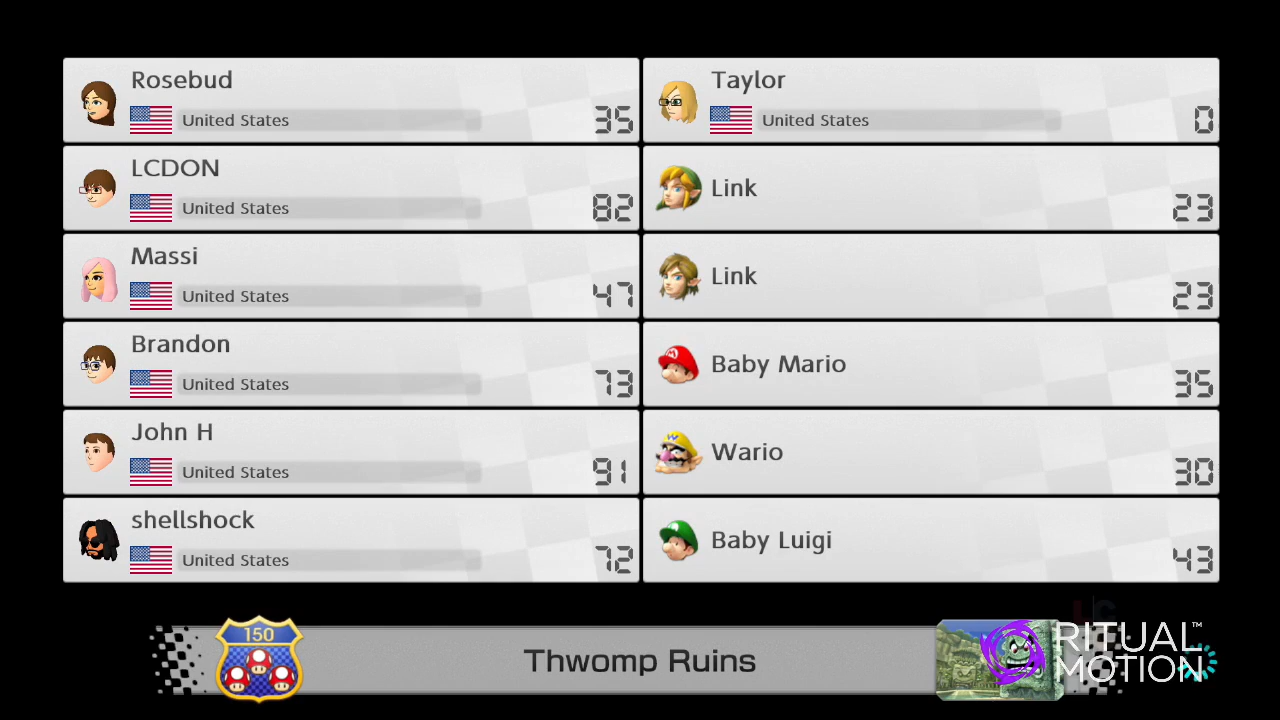 Rosebud
United States
35
LCDON
United States
82
Massi
United States
47
Brandon
United States
73
John H
United States
91
shellshock
United States
72
Taylor
United States
0
Link
23
Link
23
Baby Mario
35
Wario
30
Baby Luigi
43
150
Thwomp Ruins
RITUAL™
MOTION